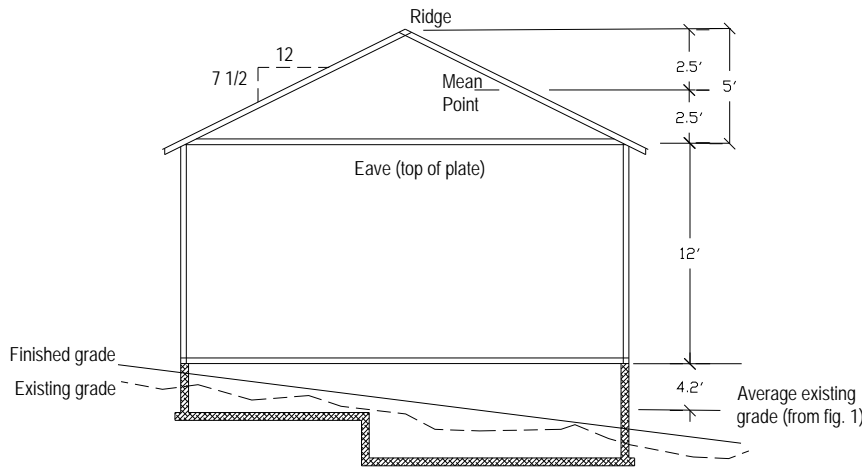 Ridge
12
7 1/2
2.5'
5'
Mean
Point
2.5'
Eave (top of plate)
12'
Finished grade
Existing grade
4.2'
Average existing
grade (from fig. 1)